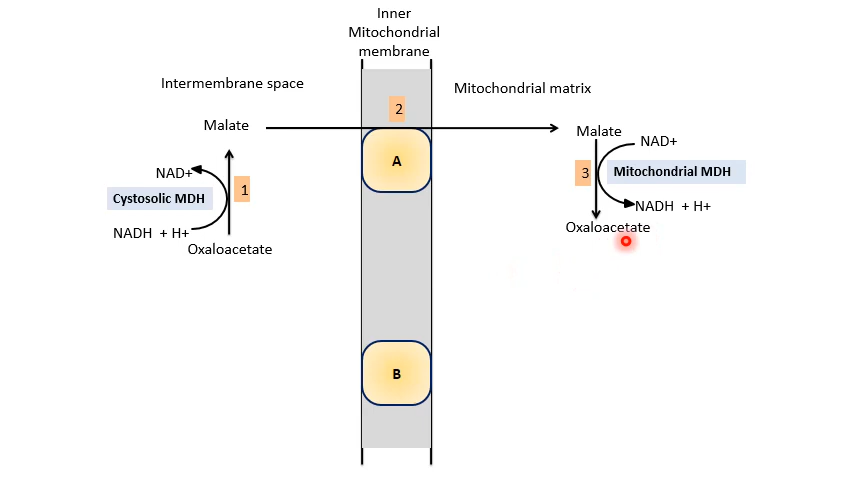 Inner
Mitochondrial
membrane
Intermembrane space
Mitochondrial matrix
2
Malate
Malate
NAD+
A
NAD+
3
Mitochondrial MDH
1
Cystosolic MDH
NADH + H+
NADH + H+
Oxaloacetate
Oxaloacetate
B